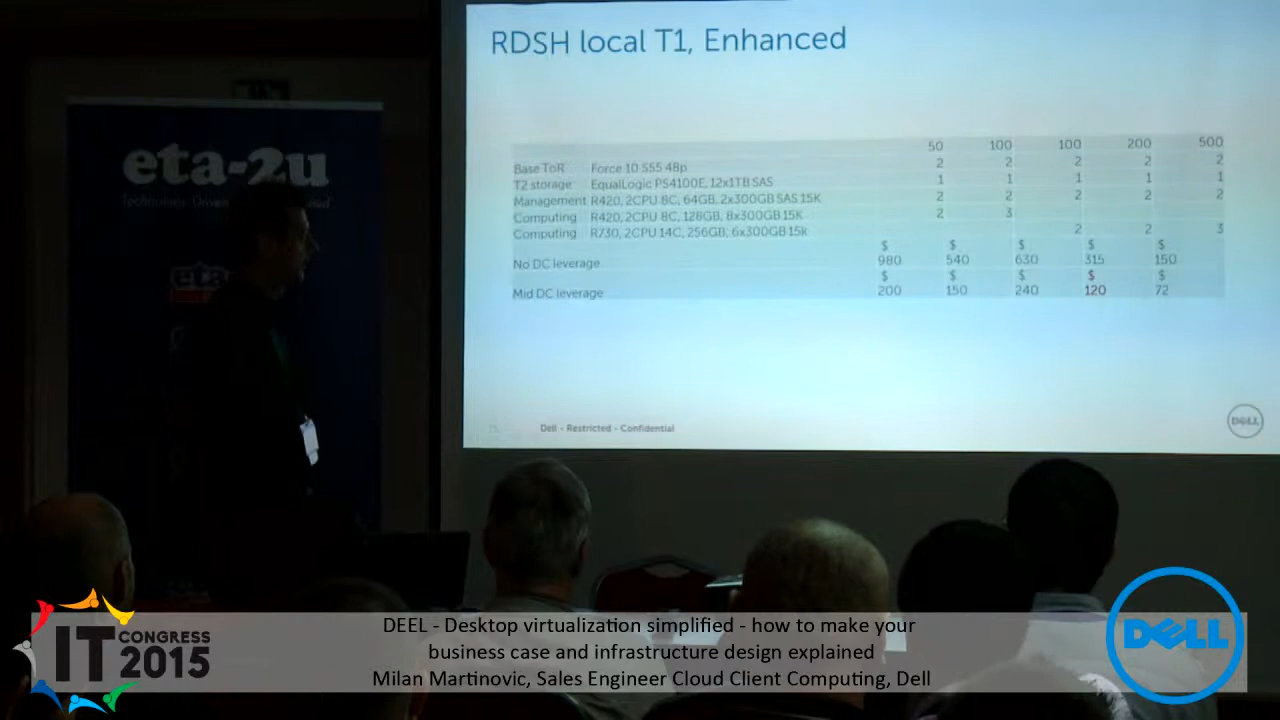 RDSH local T1, Enhanced
eta-2u
eta
50 100 100 200 500
Base ToR Force 10 S55 48p 2 2 2 2 2
T2 storage EqualLogic PS4100E, 12x1TB SAS 1 1 1 1 1
Management R420, 2CPU 8C, 64GB, 2x300GB SAS 15K 2 2 2 2 2
Computing R420, 2CPU 8C, 128GB, 8x300GB 15K 2 3
Computing R730, 2CPU 14C, 256GB, 6x300GB 15k 2 2 3
$ $ $ $ $
No DC leverage 980 540 630 315 150
$ $ $ $ $
Mid DC leverage 200 150 240 120 72
15 Dell - Restricted - Confidential
DELL
IT CONGRESS 2015
DEEL - Desktop virtualization simplified - how to make your
business case and infrastructure design explained
Milan Martinovic, Sales Engineer Cloud Client Computing, Dell
DELL